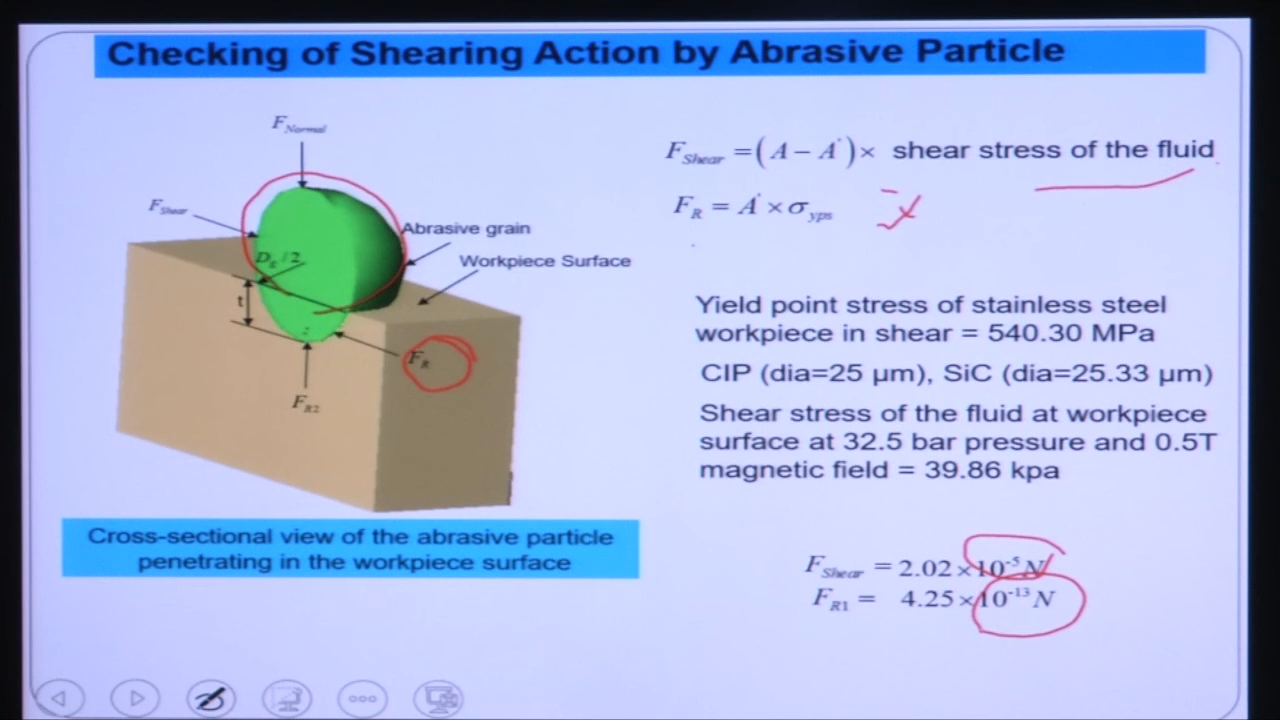 Checking of Shearing Action by Abrasive Particle
F_Normal
F_Shear
Abrasive grain
D_g /2
Workpiece Surface
t
F_R
F_R2
Cross-sectional view of the abrasive particle
penetrating in the workpiece surface
F_Shear = (A − A') × shear stress of the fluid
F_R = A' × σ_yps
Yield point stress of stainless steel
workpiece in shear = 540.30 MPa
CIP (dia=25 μm), SiC (dia=25.33 μm)
Shear stress of the fluid at workpiece
surface at 32.5 bar pressure and 0.5T
magnetic field = 39.86 kpa
F_Shear = 2.02×10^-5 N
F_R1 = 4.25×10^-13 N